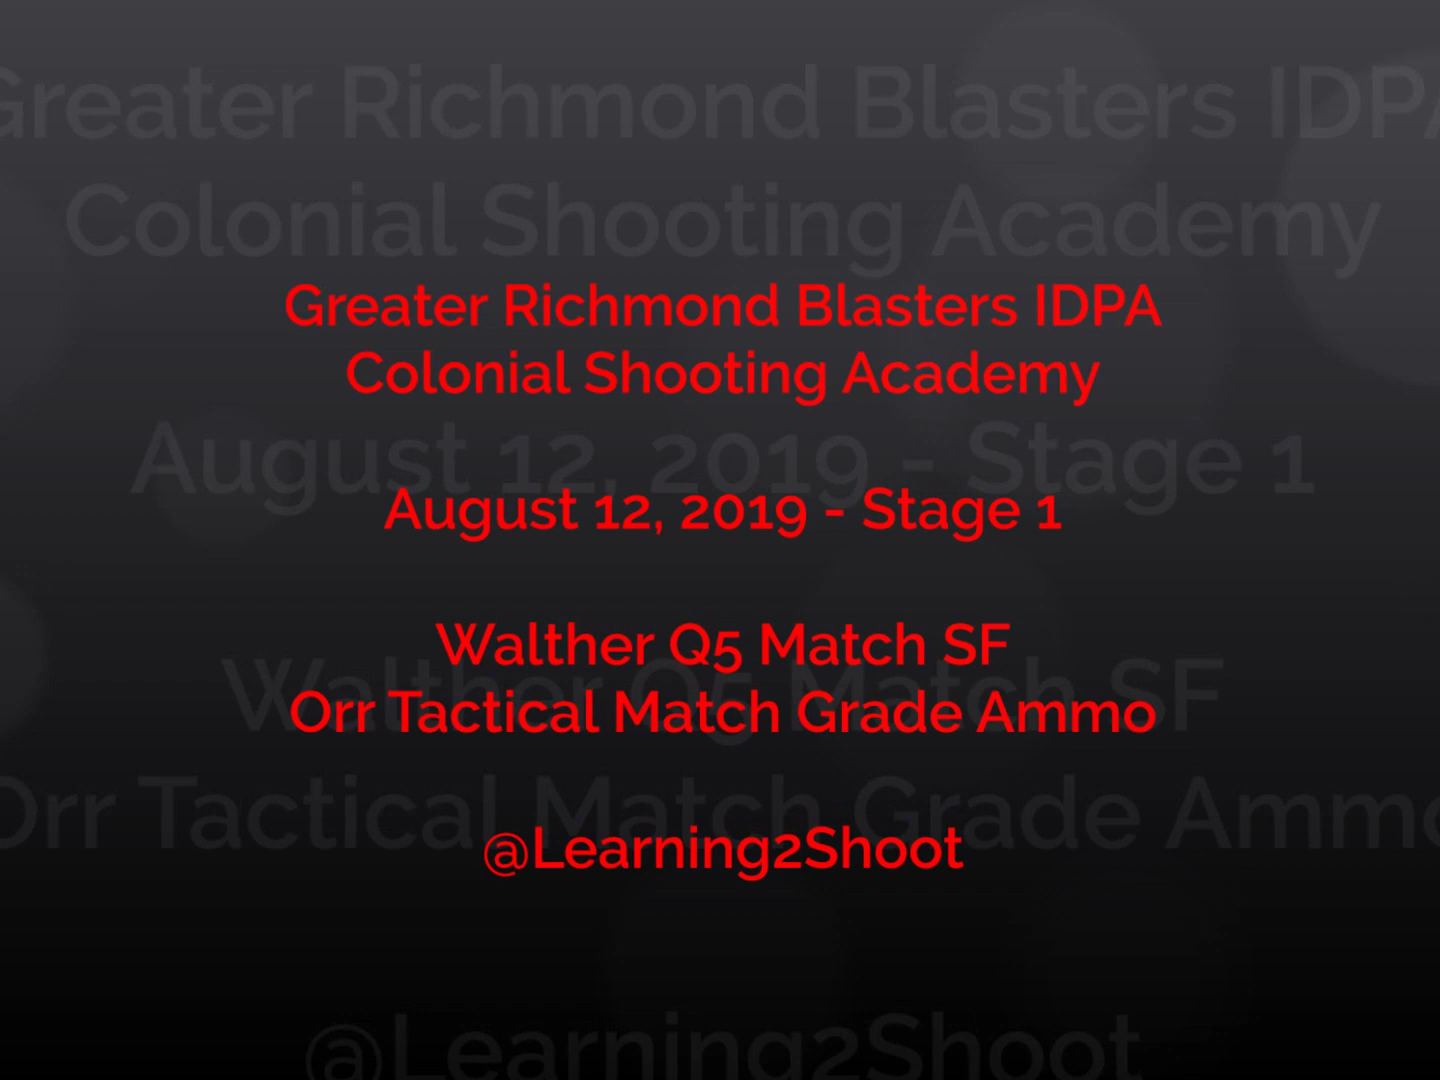 Greater Richmond Blasters IDPA
Colonial Shooting Academy
August 12, 2019 - Stage 1
Walther Q5 Match SF
Orr Tactical Match Grade Ammo
@Learning2Shoot